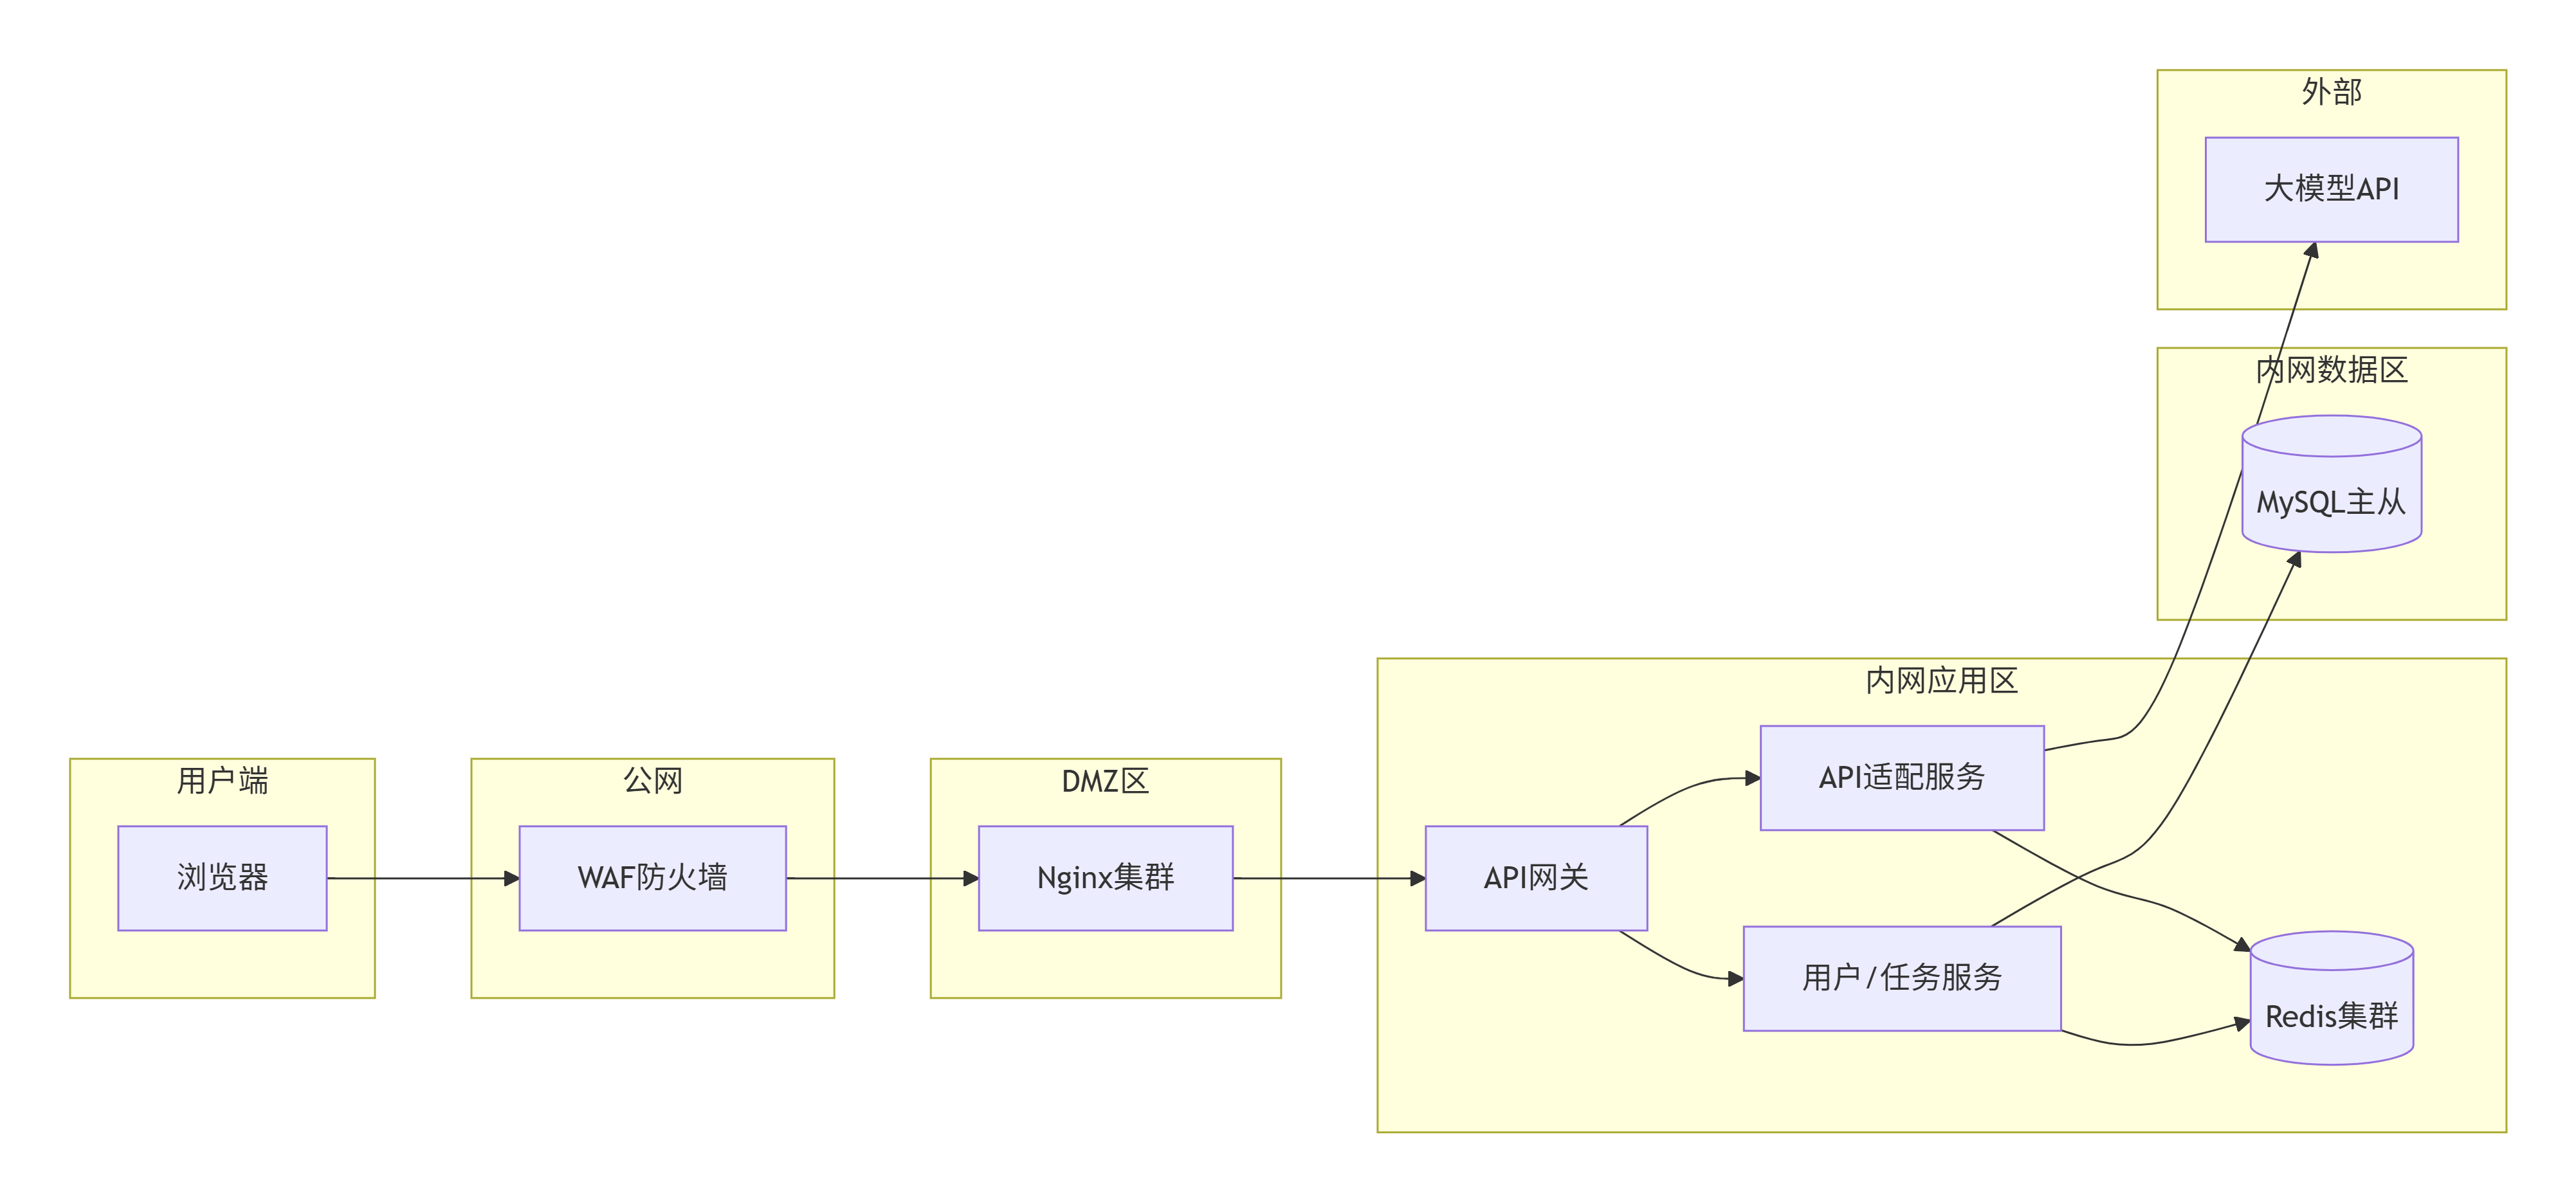 外部
大模型API
内网数据区
MySQL主从
内网应用区
用户端
公网
DMZ区
API适配服务
浏览器
WAF防火墙
Nginx集群
API网关
用户/任务服务
Redis集群